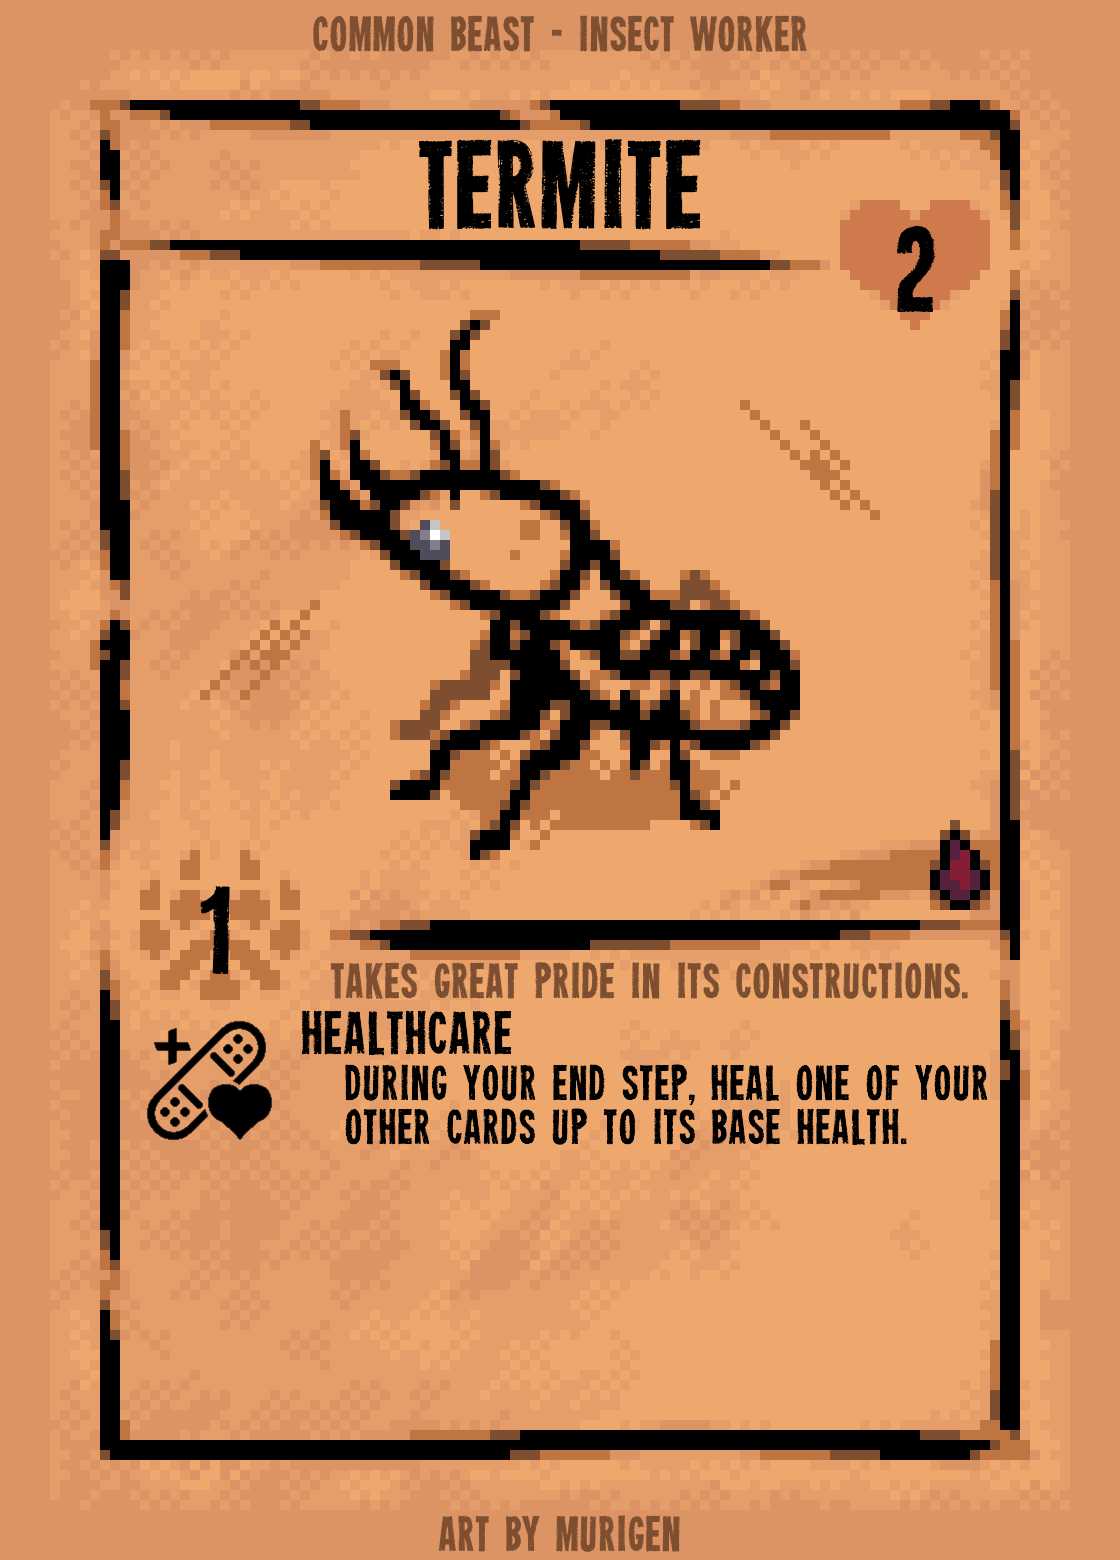 COMMON BEAST - INSECT WORKER
TERMITE
2
1
TAKES GREAT PRIDE IN ITS CONSTRUCTIONS.
HEALTHCARE
DURING YOUR END STEP, HEAL ONE OF YOUR
OTHER CARDS UP TO ITS BASE HEALTH.
ART BY MURIGEN